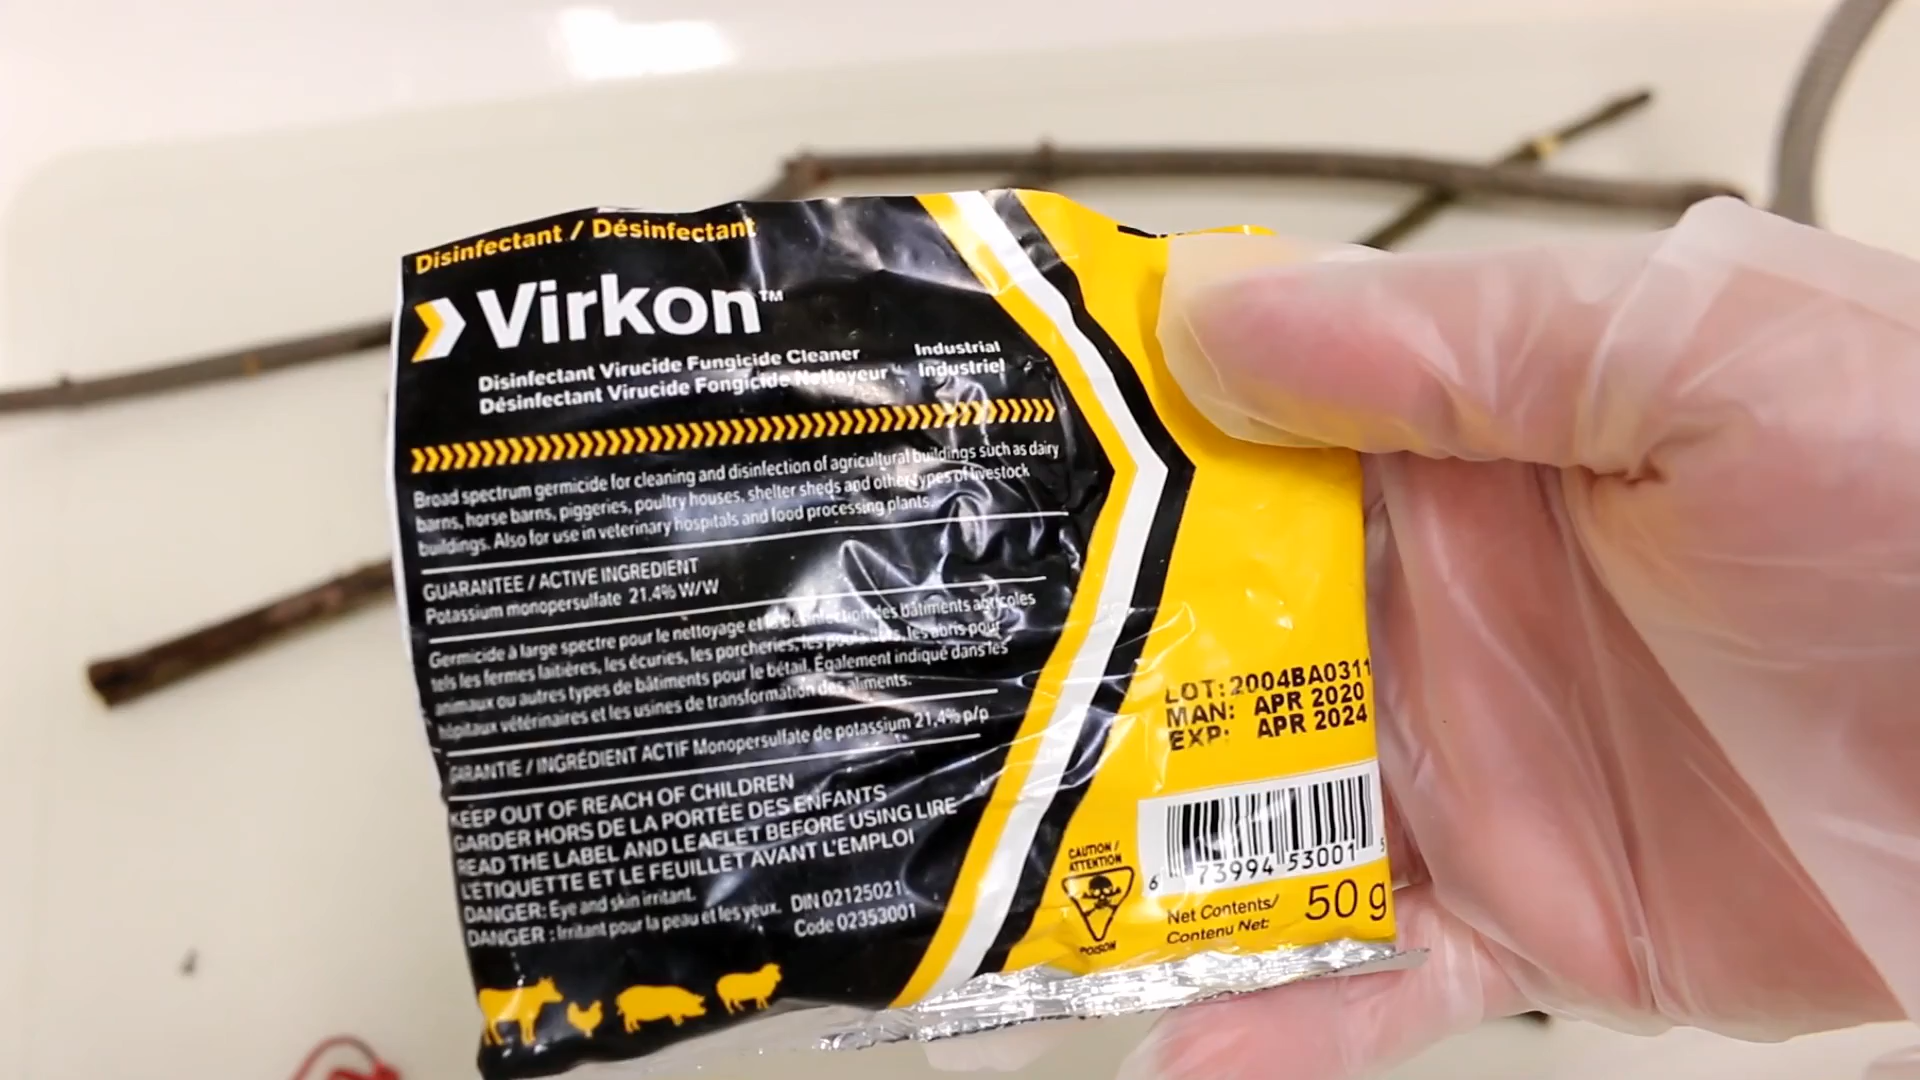 Disinfectant / Désinfectant
Virkon™
Disinfectant Virucide Fungicide Cleaner
Désinfectant Virucide Fongicide Nettoyeur
Industrial
Industriel
Broad spectrum germicide for cleaning and disinfection of agricultural buildings such as dairy
barns, horse barns, piggeries, poultry houses, shelter sheds and other types of livestock
buildings. Also for use in veterinary hospitals and food processing plants.
GUARANTEE / ACTIVE INGREDIENT
Potassium monopersulfate 21.4% W/W
Germicide à large spectre pour le nettoyage et la désinfection des bâtiments agricoles
tels les fermes laitières, les écuries, les porcheries, les poulaillers, les abris pour
animaux ou autres types de bâtiments pour le bétail. Également indiqué dans les
hôpitaux vétérinaires et les usines de transformation des aliments.
GARANTIE / INGRÉDIENT ACTIF Monopersulfate de potassium 21,4% p/p
KEEP OUT OF REACH OF CHILDREN
GARDER HORS DE LA PORTÉE DES ENFANTS
READ THE LABEL AND LEAFLET BEFORE USING LIRE
L'ÉTIQUETTE ET LE FEUILLET AVANT L'EMPLOI
DANGER: Eye and skin irritant.
DANGER : Irritant pour la peau et les yeux.
DIN 02125021
Code 02353001
LOT: 2004BA0311
MAN: APR 2020
EXP: APR 2024
6 73994 53001 5
CAUTION /
ATTENTION
POISON
Net Contents/
Contenu Net:
50 g